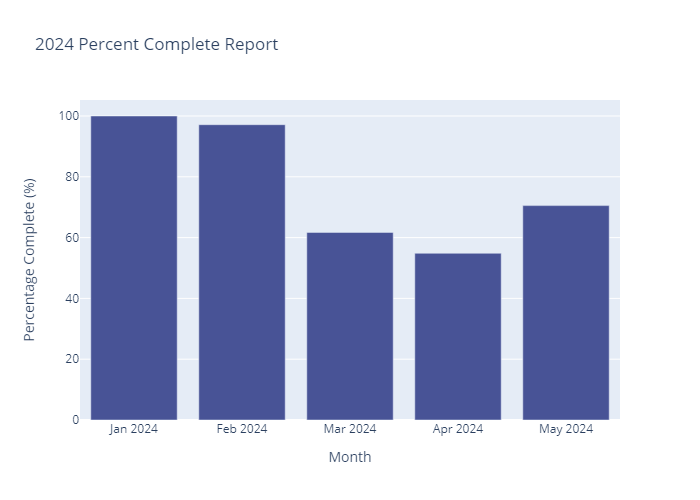 2024 Percent Complete Report
Percentage Complete (%)
100
80
60
40
20
0
Jan 2024
Feb 2024
Mar 2024
Apr 2024
May 2024
Month